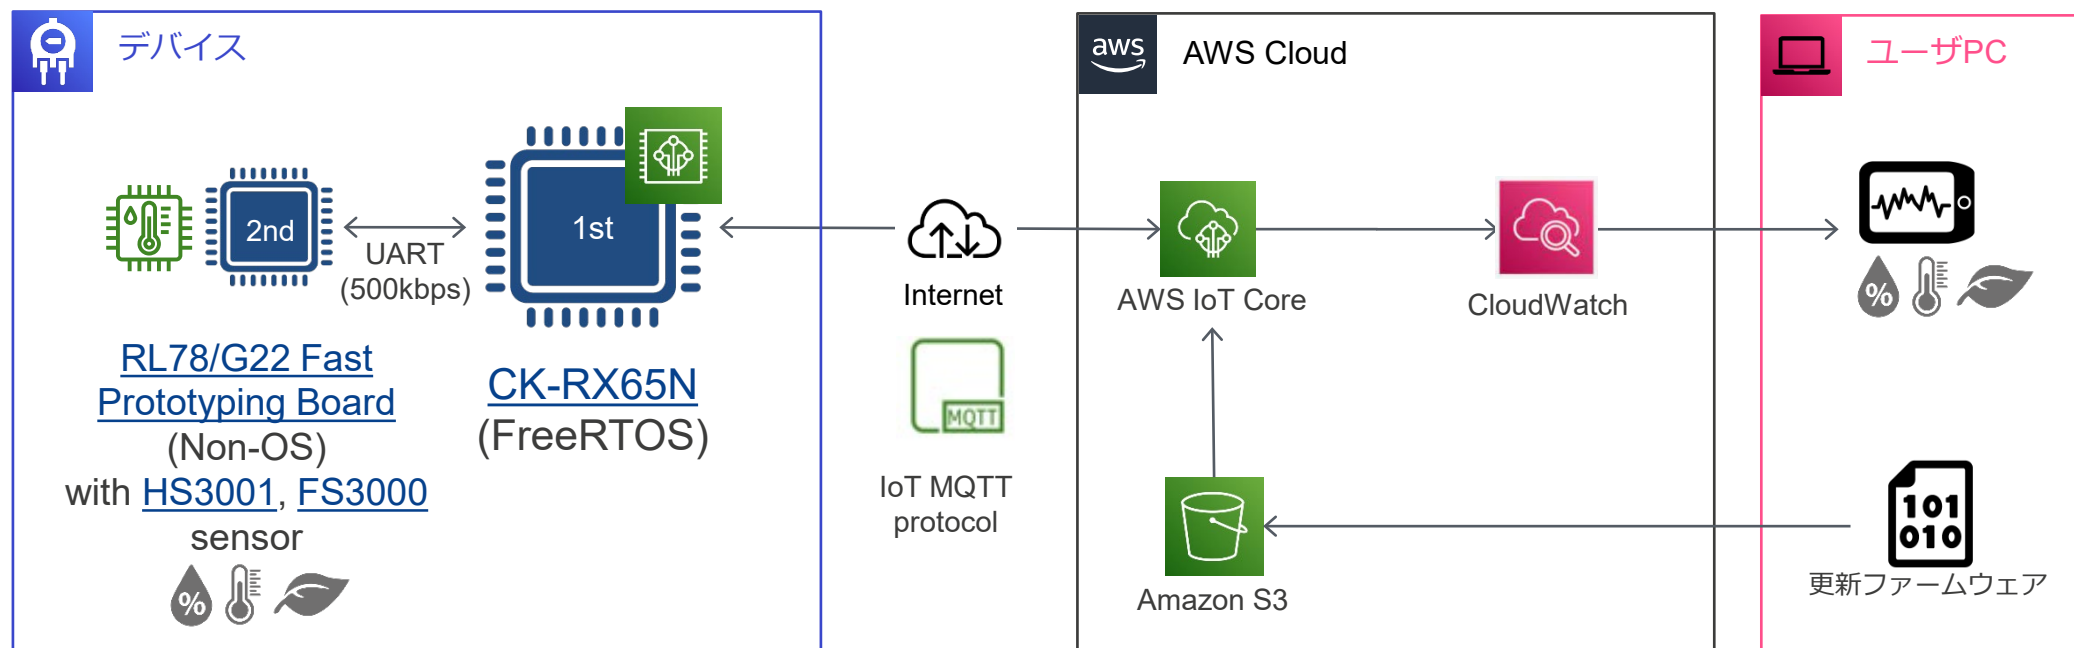 デバイス
2nd
UART
(500kbps)
1st
RL78/G22 Fast
Prototyping Board
(Non-OS)
with HS3001, FS3000
sensor
%
CK-RX65N
(FreeRTOS)
Internet
MQTT
IoT MQTT
protocol
aws
AWS Cloud
AWS IoT Core
CloudWatch
Amazon S3
ユーザPC
%
101
010
更新ファームウェア